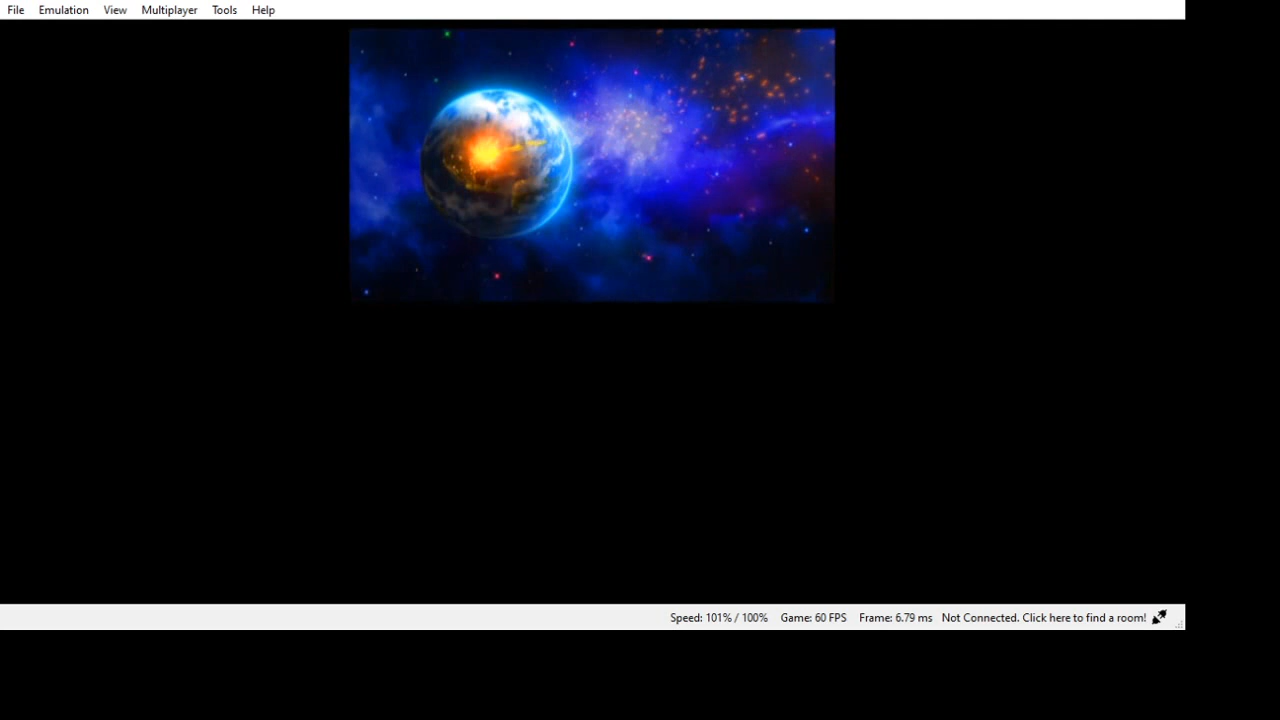 File Emulation View Multiplayer Tools Help
Speed: 101% / 100% Game: 60 FPS Frame: 6.79 ms Not Connected. Click here to find a room!